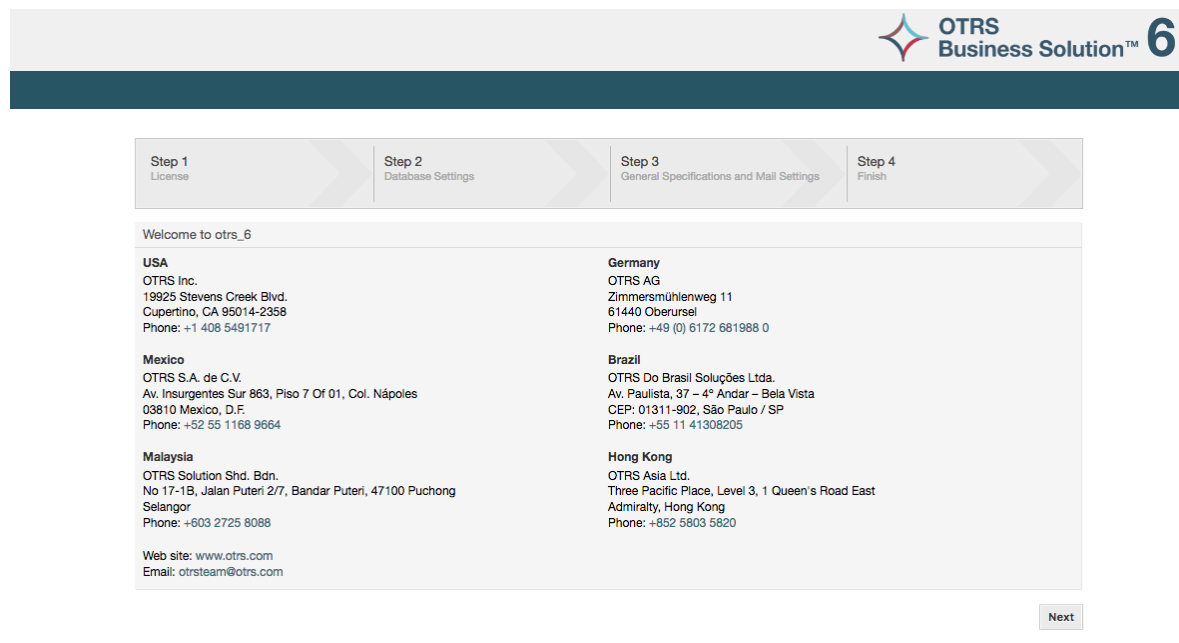 OTRS
Business Solution™ 6
Step 1
License
Step 2
Database Settings
Step 3
General Specifications and Mail Settings
Step 4
Finish
Welcome to otrs_6
USA
OTRS Inc.
19925 Stevens Creek Blvd.
Cupertino, CA 95014-2358
Phone: +1 408 5491717
Germany
OTRS AG
Zimmersmühlenweg 11
61440 Oberursel
Phone: +49 (0) 6172 681988 0
Mexico
OTRS S.A. de C.V.
Av. Insurgentes Sur 863, Piso 7 Of 01, Col. Nápoles
03810 Mexico, D.F.
Phone: +52 55 1168 9664
Brazil
OTRS Do Brasil Soluções Ltda.
Av. Paulista, 37 – 4º Andar – Bela Vista
CEP: 01311-902, São Paulo / SP
Phone: +55 11 41308205
Malaysia
OTRS Solution Shd. Bdn.
No 17-1B, Jalan Puteri 2/7, Bandar Puteri, 47100 Puchong
Selangor
Phone: +603 2725 8088
Hong Kong
OTRS Asia Ltd.
Three Pacific Place, Level 3, 1 Queen's Road East
Admiralty, Hong Kong
Phone: +852 5803 5820
Web site: www.otrs.com
Email: otrsteam@otrs.com
Next